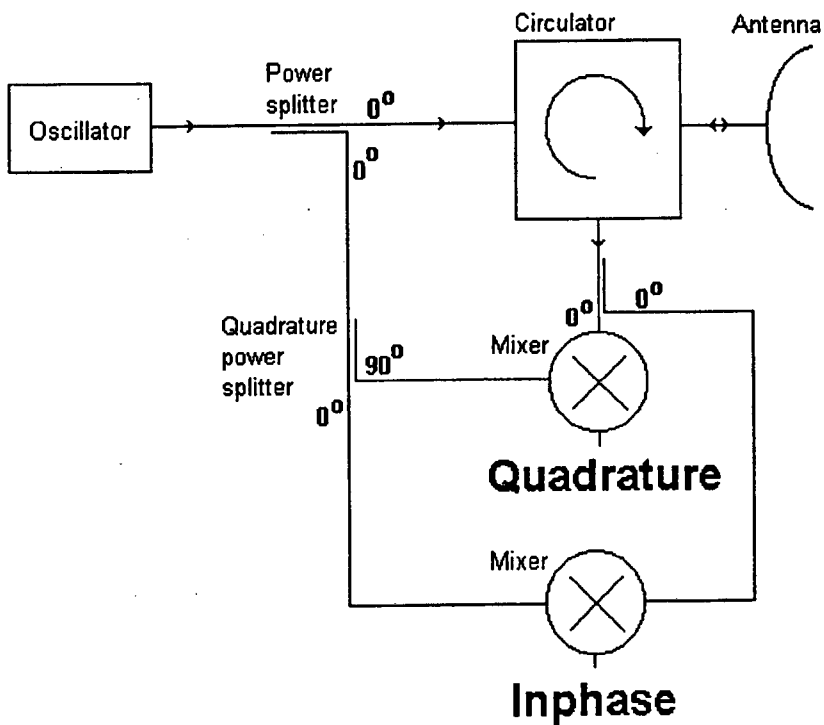 Circulator
Antenna
Power
splitter
0°
Oscillator
0°
0°
0°
Quadrature
power
splitter
Mixer
90°
0°
Quadrature
Mixer
Inphase